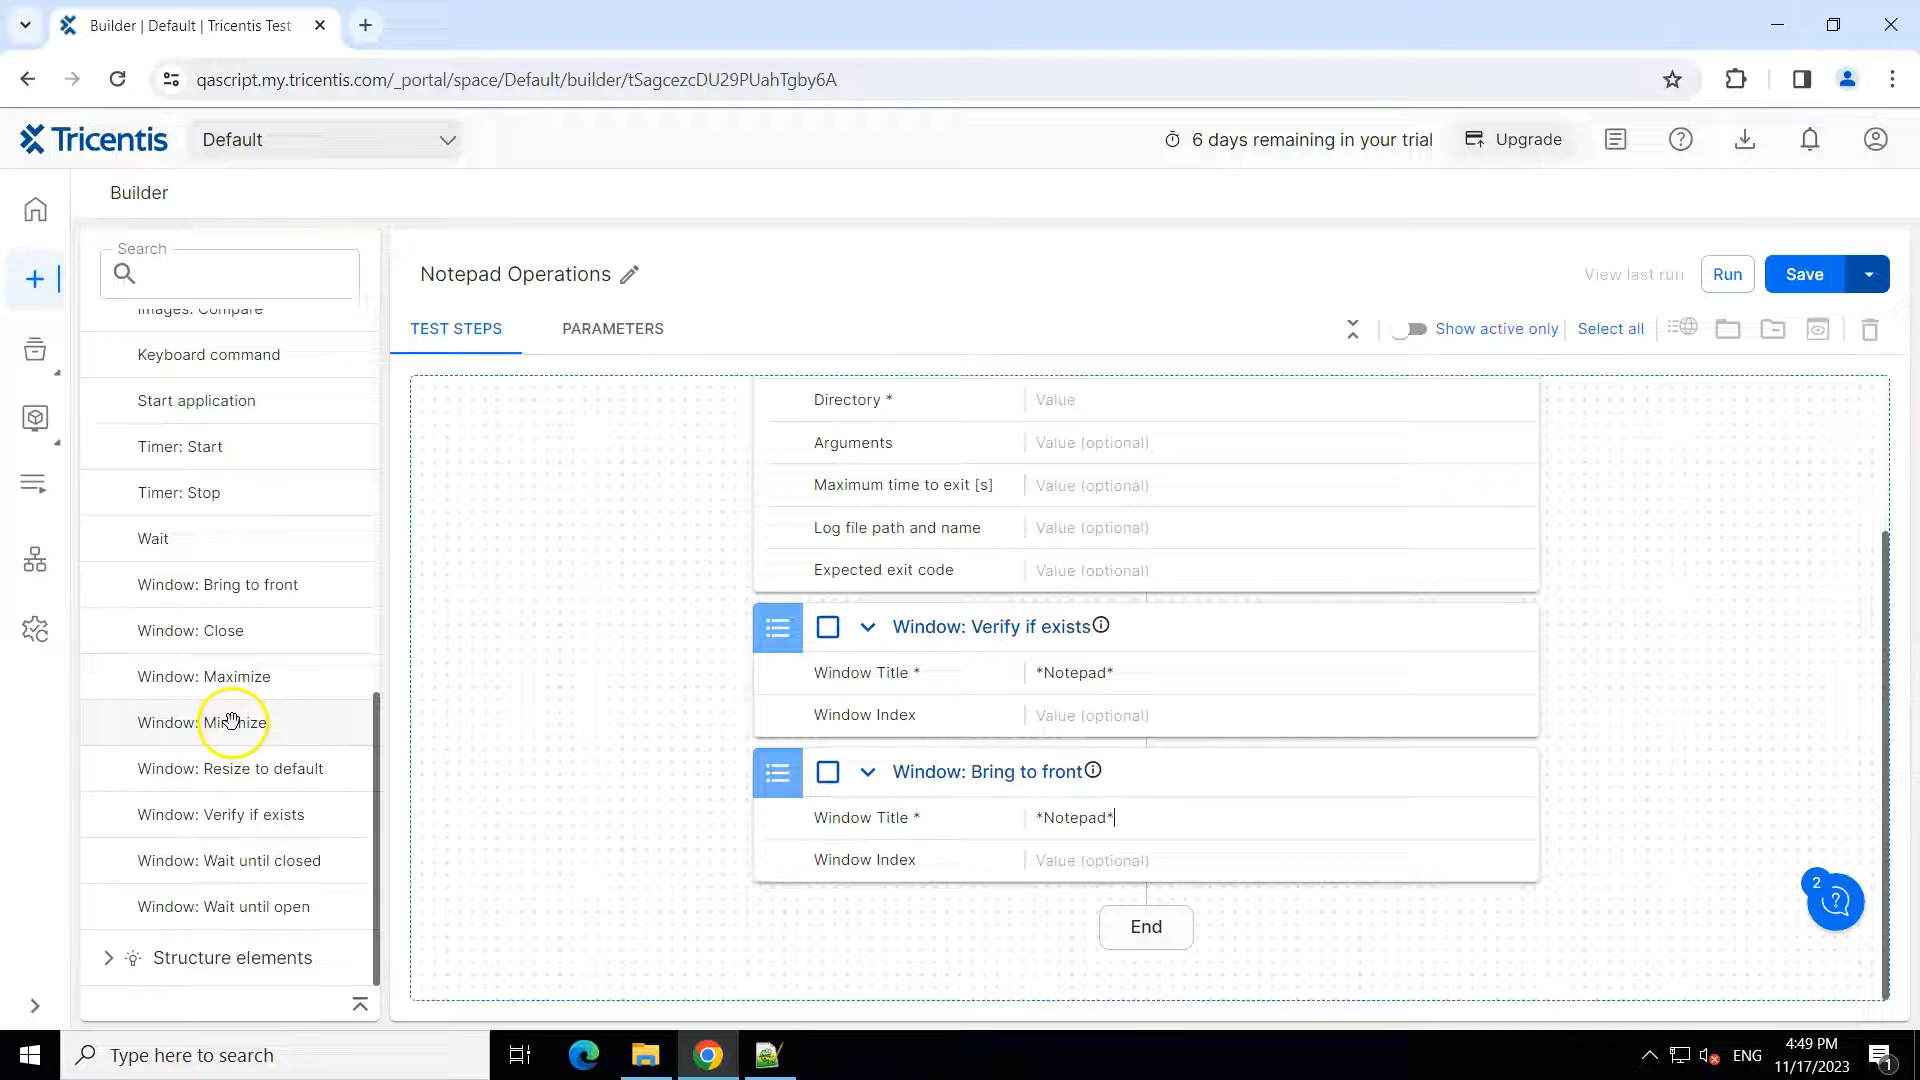 Builder | Default | Tricentis Test
qascript.my.tricentis.com/_portal/space/Default/builder/tSagcezcDU29PUahTgby6A
Tricentis
Default
6 days remaining in your trial
Upgrade
Builder
Search
Images: Compare
Keyboard command
Start application
Timer: Start
Timer: Stop
Wait
Window: Bring to front
Window: Close
Window: Maximize
Window: Minimize
Window: Resize to default
Window: Verify if exists
Window: Wait until closed
Window: Wait until open
Structure elements
Notepad Operations
View last run
Run
Save
TEST STEPS
PARAMETERS
Show active only
Select all
Directory * Value
Arguments Value (optional)
Maximum time to exit [s] Value (optional)
Log file path and name Value (optional)
Expected exit code Value (optional)
Window: Verify if exists
Window Title * *Notepad*
Window Index Value (optional)
Window: Bring to front
Window Title * *Notepad*
Window Index Value (optional)
End
2
Type here to search
ENG
4:49 PM
11/17/2023
1